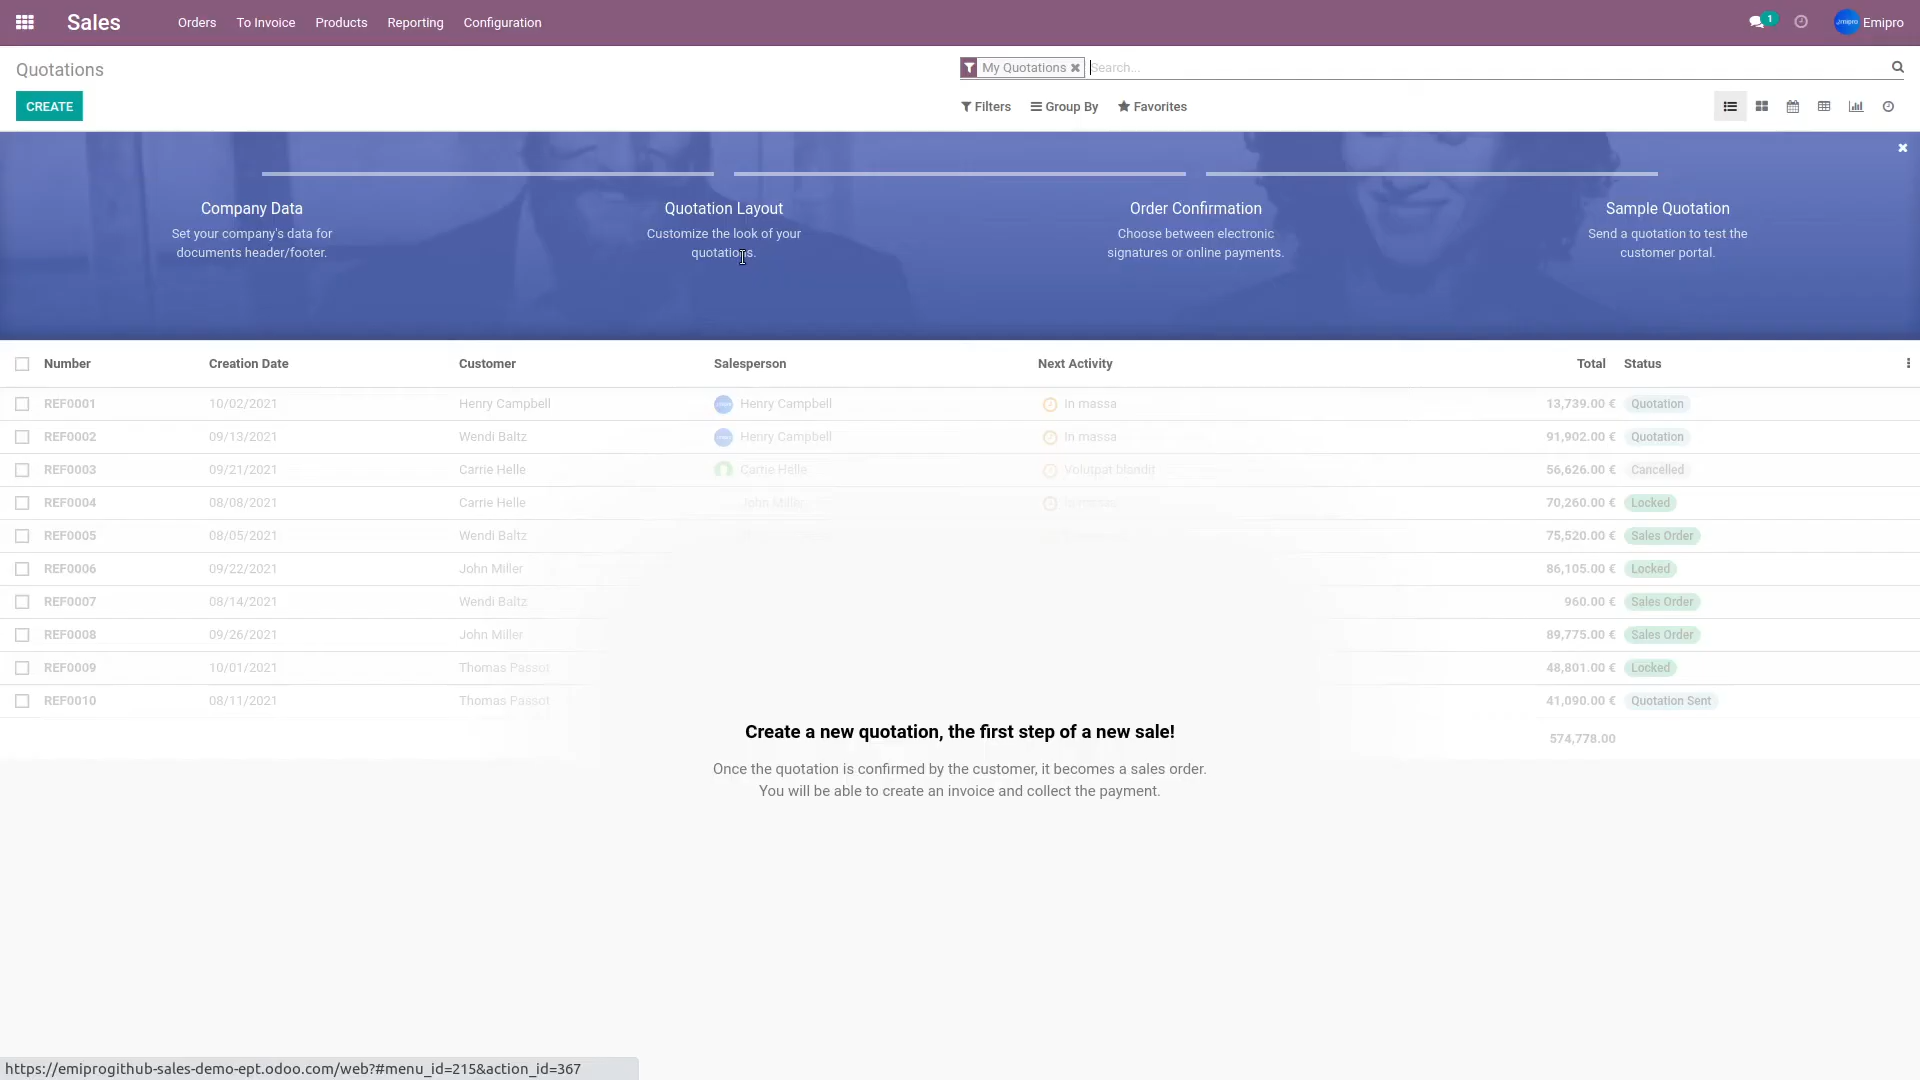 Sales Orders To Invoice Products Reporting Configuration 1 Emipro
Quotations My Quotations Search...
CREATE Filters Group By Favorites
Company Data Quotation Layout Order Confirmation Sample Quotation
Set your company's data for Customize the look of your Choose between electronic Send a quotation to test the
documents header/footer. quotations. signatures or online payments. customer portal.
Number Creation Date Customer Salesperson Next Activity Total Status
REF0001 10/02/2021 Henry Campbell Henry Campbell In massa 13,739.00 € Quotation
REF0002 09/13/2021 Wendi Baltz Henry Campbell In massa 91,902.00 € Quotation
REF0003 09/21/2021 Carrie Helle Carrie Helle Volutpat blandit 56,626.00 € Cancelled
REF0004 08/08/2021 Carrie Helle John Miller In massa 70,260.00 € Locked
REF0005 08/05/2021 Wendi Baltz 75,520.00 € Sales Order
REF0006 09/22/2021 John Miller 86,105.00 € Locked
REF0007 08/14/2021 Wendi Baltz 960.00 € Sales Order
REF0008 09/26/2021 John Miller 89,775.00 € Sales Order
REF0009 10/01/2021 Thomas Passot 48,801.00 € Locked
REF0010 08/11/2021 Thomas Passot 41,090.00 € Quotation Sent
Create a new quotation, the first step of a new sale!
574,778.00
Once the quotation is confirmed by the customer, it becomes a sales order.
You will be able to create an invoice and collect the payment.
https://emiprogithub-sales-demo-ept.odoo.com/web?#menu_id=215&action_id=367